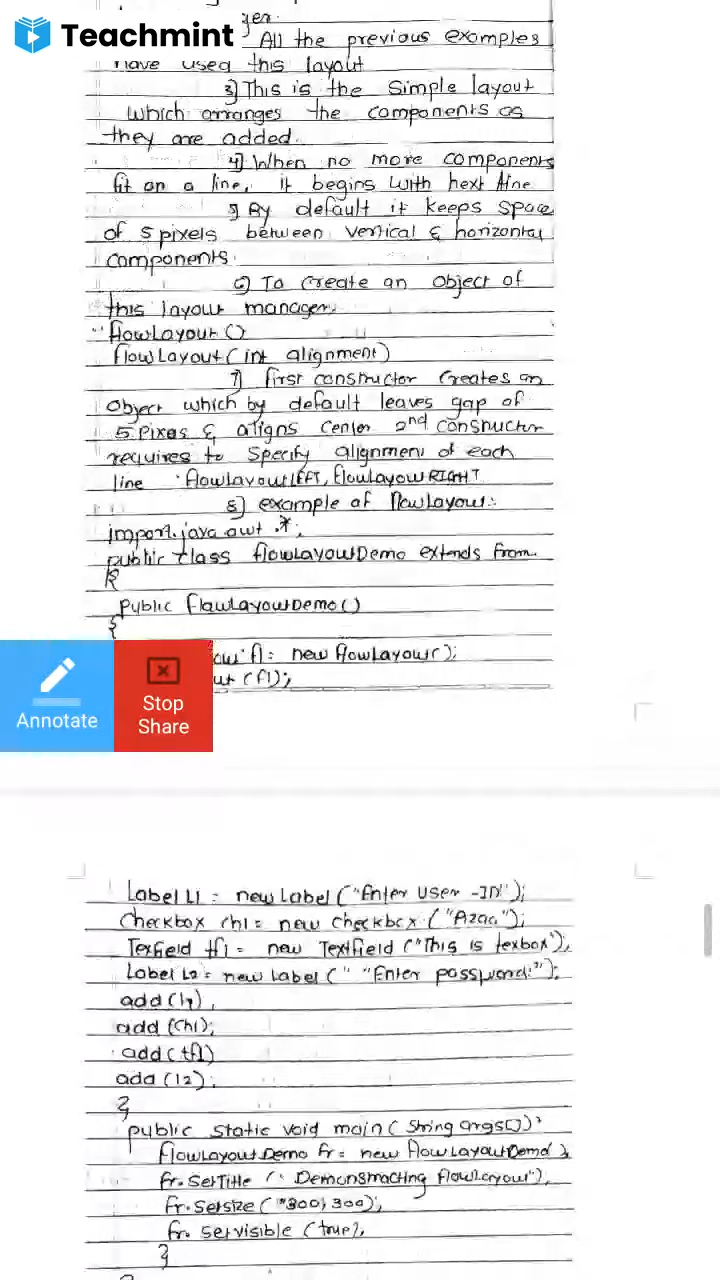 Teachmint
All the previous examples
have used this layout
3) This is the simple layout
which arranges the components as
they are added.
4) When no more components
fit on a line, it begins with next line
5) By default it keeps space
of 5 pixels between vertical & horizontal
components.
6) To create an object of
this layout manager.
flowLayout ()
flowLayout (int alignment)
7) first constructor creates an
object which by default leaves gap of
5 pixes & aligns center 2nd constructor
requires to specify alignment of each
line flowLayout LEFT, flowLayout RIGHT
8) example of flowLayout:
import.java awt .*;
public class flowLayoutDemo extends from
{
public flowLayoutDemo ()
{
out fl = new flowLayout();
ut (fl);
Annotate
Stop
Share
Label L1 = new Label ("Enter User -ID");
Checkbox ch1 = new checkbox ("Azad");
Texfield tf1 = new Textfield ("This is texbox");
Label L2 = new Label (" "Enter password:");
add (l1),
add (ch1);
add (tf1)
add (l2);
}
public static void main ( String args[])
flowLayoutDemo fr = new flowLayoutDemo );
fr. SetTitle (" Demonstracting flowLayout");
fr. Setsize ("300, 300);
fr. setvisible (true);
}